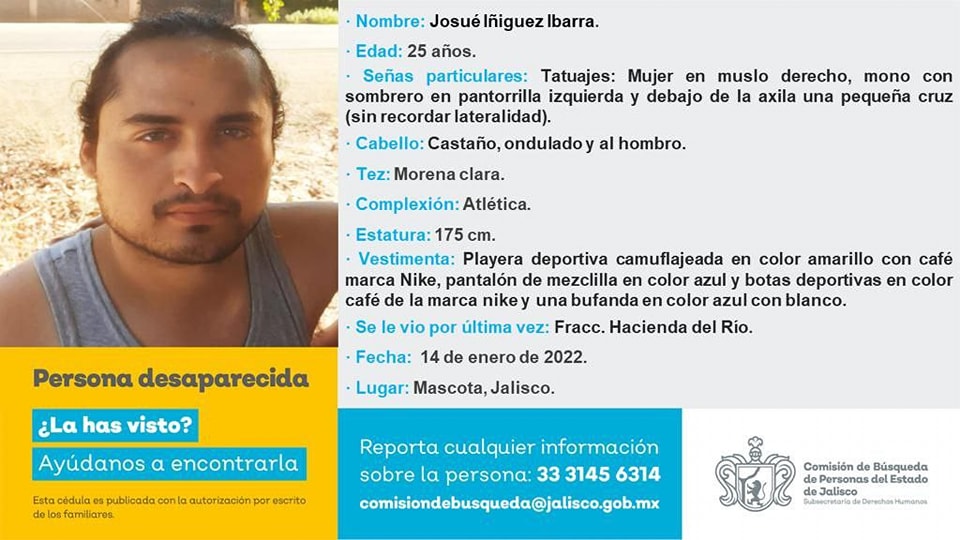 · Nombre: Josué Iñiguez Ibarra.
· Edad: 25 años.
· Señas particulares: Tatuajes: Mujer en muslo derecho, mono con
sombrero en pantorrilla izquierda y debajo de la axila una pequeña cruz
(sin recordar lateralidad).
· Cabello: Castaño, ondulado y al hombro.
· Tez: Morena clara.
· Complexión: Atlética.
· Estatura: 175 cm.
· Vestimenta: Playera deportiva camuflajeada en color amarillo con café
marca Nike, pantalón de mezclilla en color azul y botas deportivas en color
café de la marca nike y una bufanda en color azul con blanco.
· Se le vio por última vez: Fracc. Hacienda del Río.
· Fecha: 14 de enero de 2022.
· Lugar: Mascota, Jalisco.
Persona desaparecida
¿La has visto?
Ayúdanos a encontrarla
Esta cédula es publicada con la autorización por escrito
de los familiares.
Reporta cualquier información
sobre la persona: 33 3145 6314
comisiondebusqueda@jalisco.gob.mx
Comisión de Búsqueda
de Personas del Estado
de Jalisco
Subsecretaría de Derechos Humanos